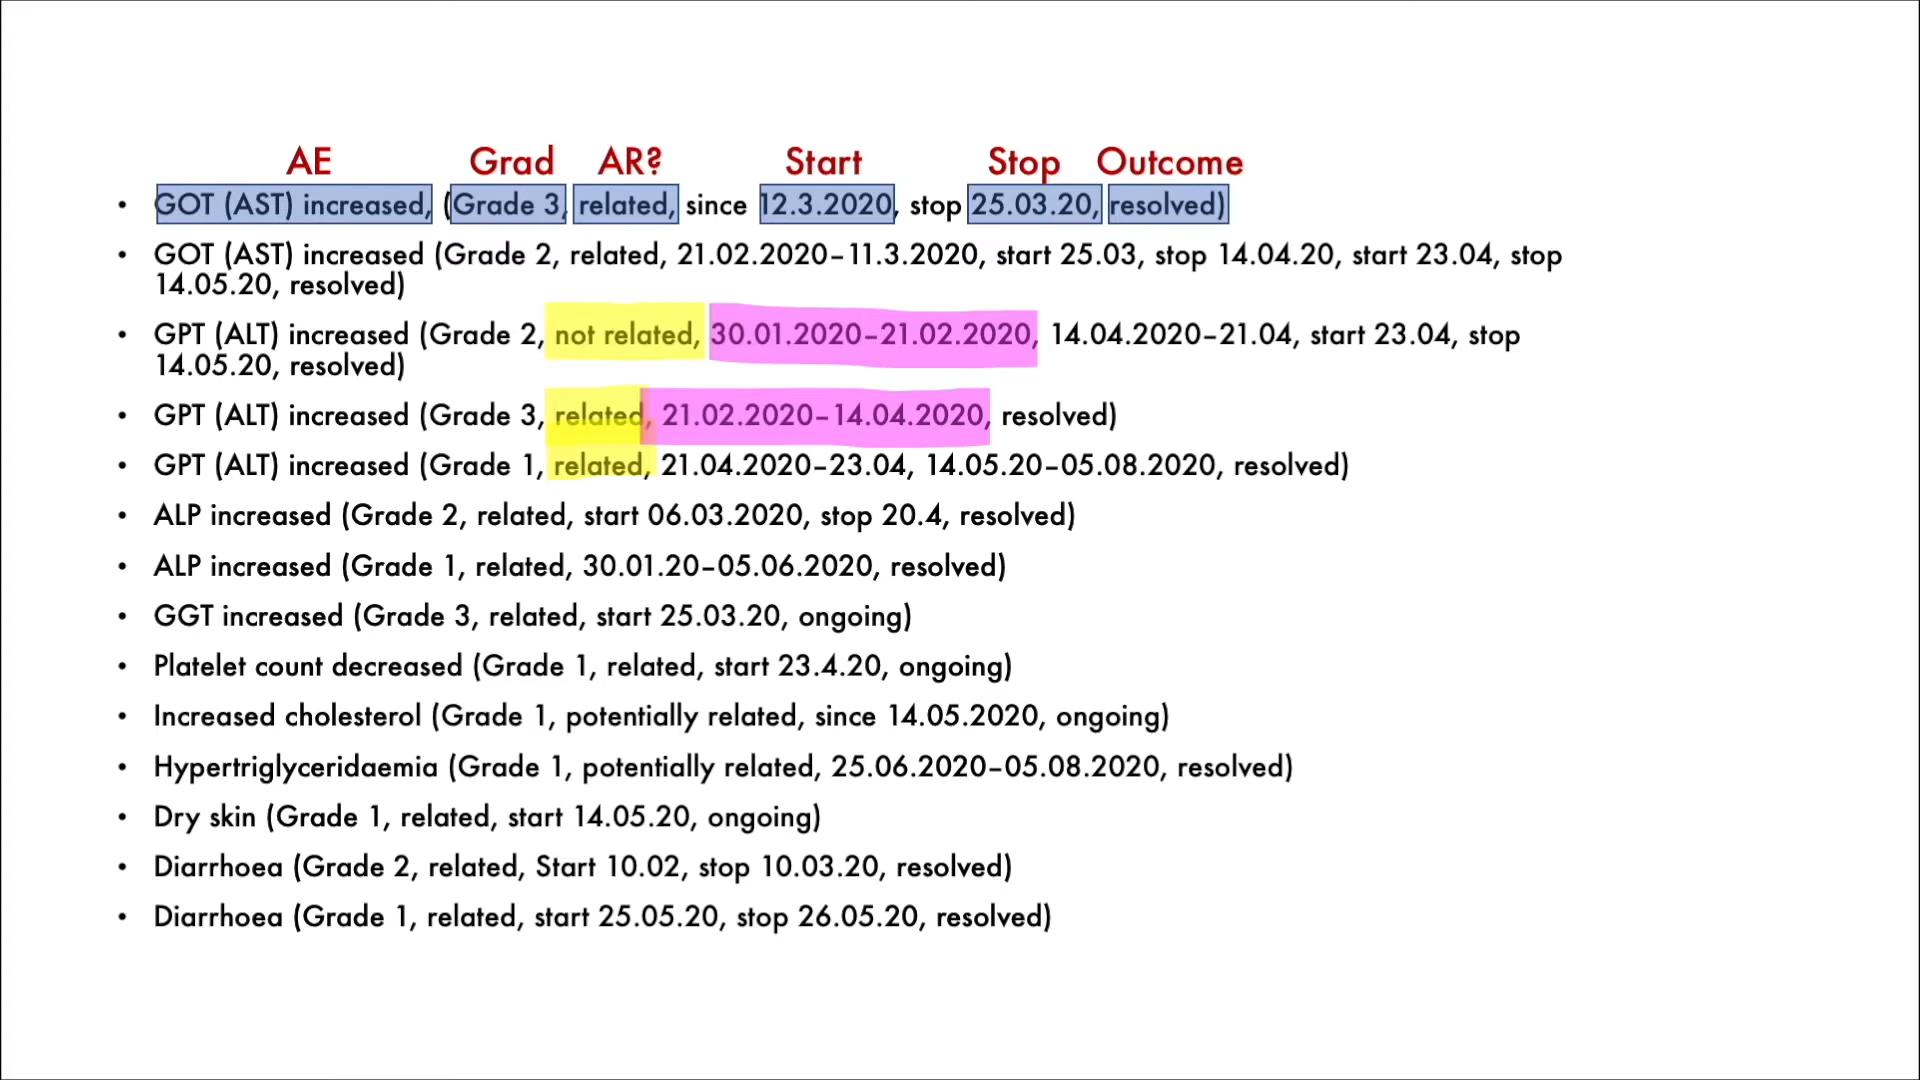 AE Grad AR? Start Stop Outcome
• GOT (AST) increased, (Grade 3, related, since 12.3.2020, stop 25.03.20, resolved)
• GOT (AST) increased (Grade 2, related, 21.02.2020–11.3.2020, start 25.03, stop 14.04.20, start 23.04, stop
14.05.20, resolved)
• GPT (ALT) increased (Grade 2, not related, 30.01.2020–21.02.2020, 14.04.2020–21.04, start 23.04, stop
14.05.20, resolved)
• GPT (ALT) increased (Grade 3, related, 21.02.2020–14.04.2020, resolved)
• GPT (ALT) increased (Grade 1, related, 21.04.2020–23.04, 14.05.20–05.08.2020, resolved)
• ALP increased (Grade 2, related, start 06.03.2020, stop 20.4, resolved)
• ALP increased (Grade 1, related, 30.01.20–05.06.2020, resolved)
• GGT increased (Grade 3, related, start 25.03.20, ongoing)
• Platelet count decreased (Grade 1, related, start 23.4.20, ongoing)
• Increased cholesterol (Grade 1, potentially related, since 14.05.2020, ongoing)
• Hypertriglyceridaemia (Grade 1, potentially related, 25.06.2020–05.08.2020, resolved)
• Dry skin (Grade 1, related, start 14.05.20, ongoing)
• Diarrhoea (Grade 2, related, Start 10.02, stop 10.03.20, resolved)
• Diarrhoea (Grade 1, related, start 25.05.20, stop 26.05.20, resolved)